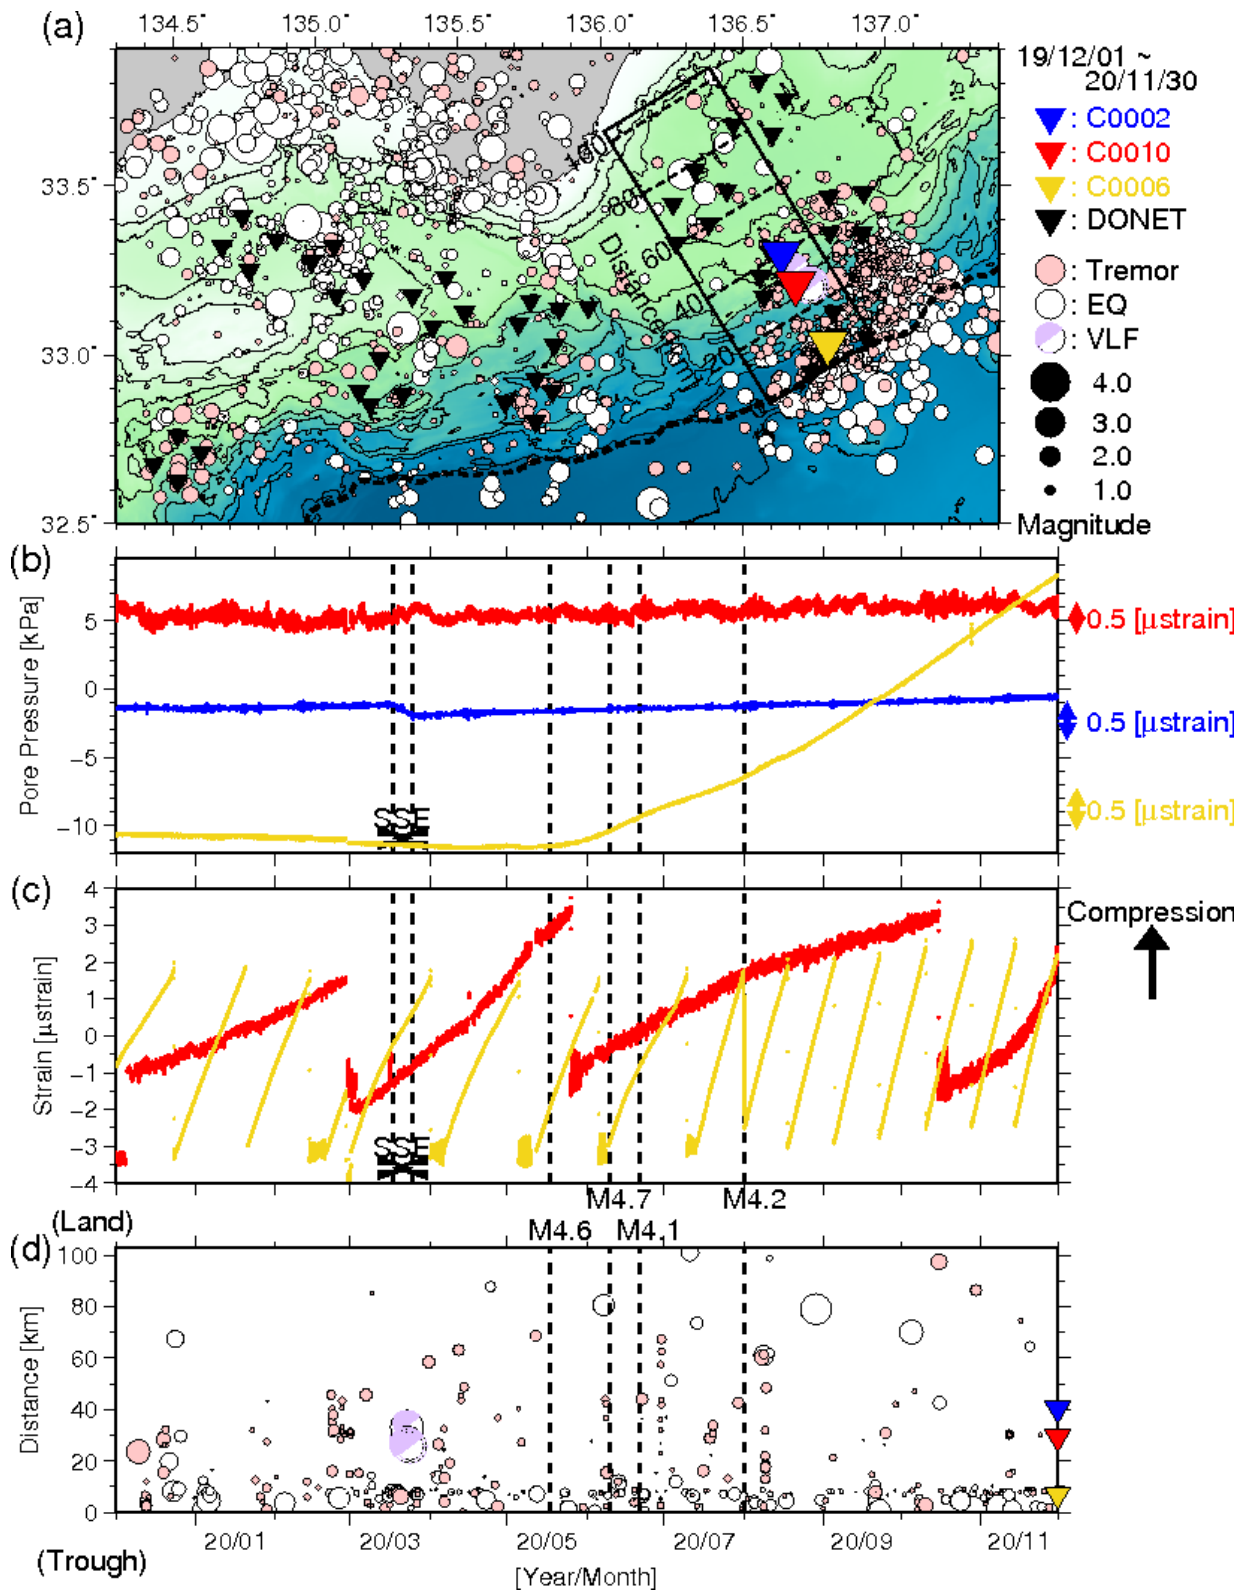 (a)
134.5° 135.0° 135.5° 136.0° 136.5° 137.0°
19/12/01 ~
20/11/30
: C0002
: C0010
: C0006
: DONET
: Tremor
: EQ
: VLF
4.0
3.0
2.0
1.0
Magnitude
33.5°
33.0°
32.5°
100
80
60
40
20
Distance
(b)
Pore Pressure [kPa]
5
0
−5
−10
SSE
0.5 [μstrain]
0.5 [μstrain]
0.5 [μstrain]
(c)
Strain [μstrain]
4
3
2
1
0
−1
−2
−3
−4
SSE
Compression
M4.7 M4.2
M4.6 M4.1
(Land)
(d)
Distance [km]
100
80
60
40
20
0
20/01 20/03 20/05 20/07 20/09 20/11
(Trough)
[Year/Month]